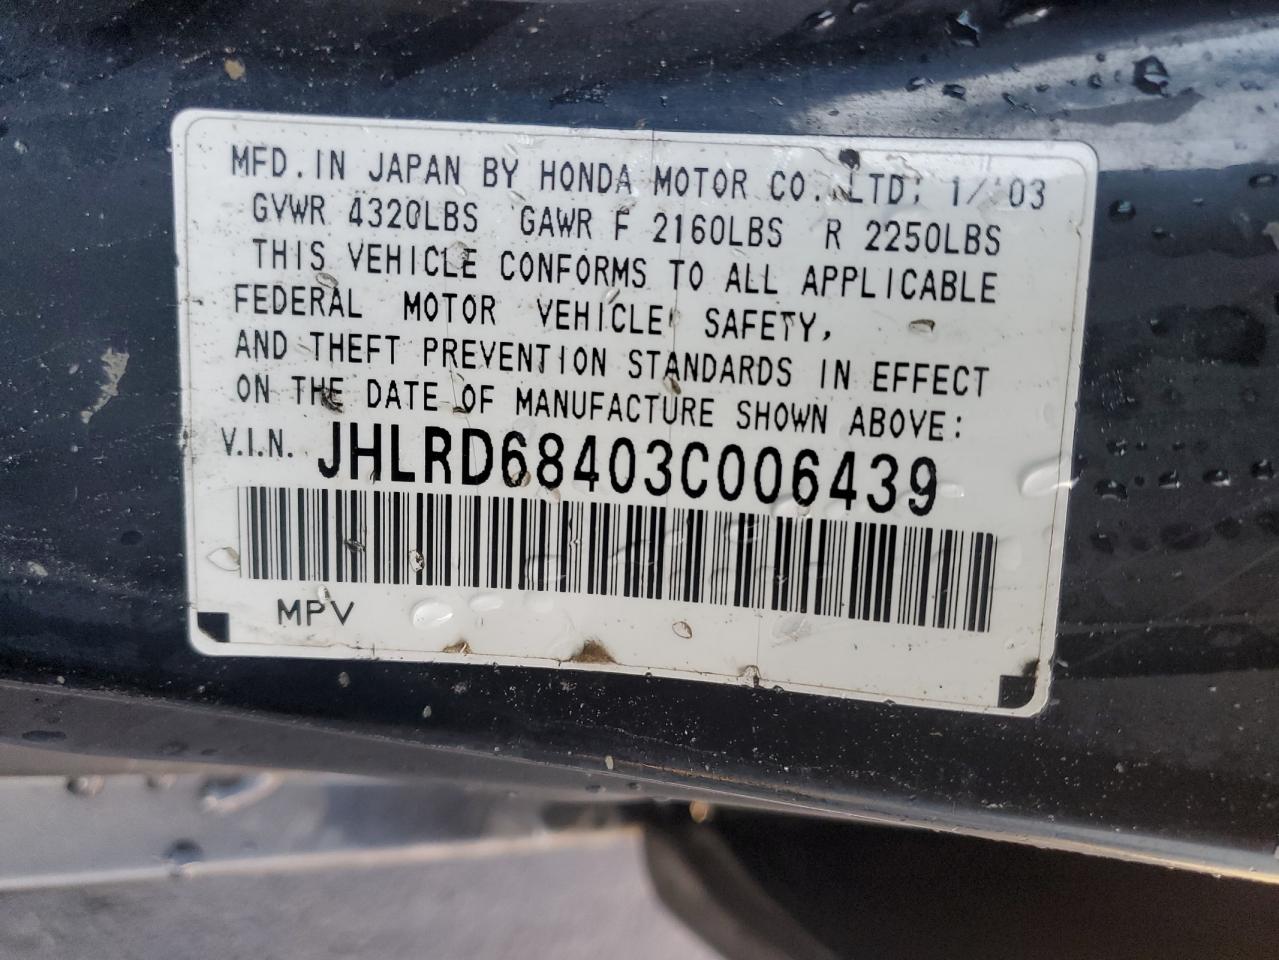 MFD. IN JAPAN BY HONDA MOTOR CO., LTD; 1/'03
GVWR 4320LBS GAWR F 2160LBS R 2250LBS
THIS VEHICLE CONFORMS TO ALL APPLICABLE
FEDERAL MOTOR VEHICLE SAFETY,
AND THEFT PREVENTION STANDARDS IN EFFECT
ON THE DATE OF MANUFACTURE SHOWN ABOVE:
V.I.N. JHLRD68403C006439
MPV